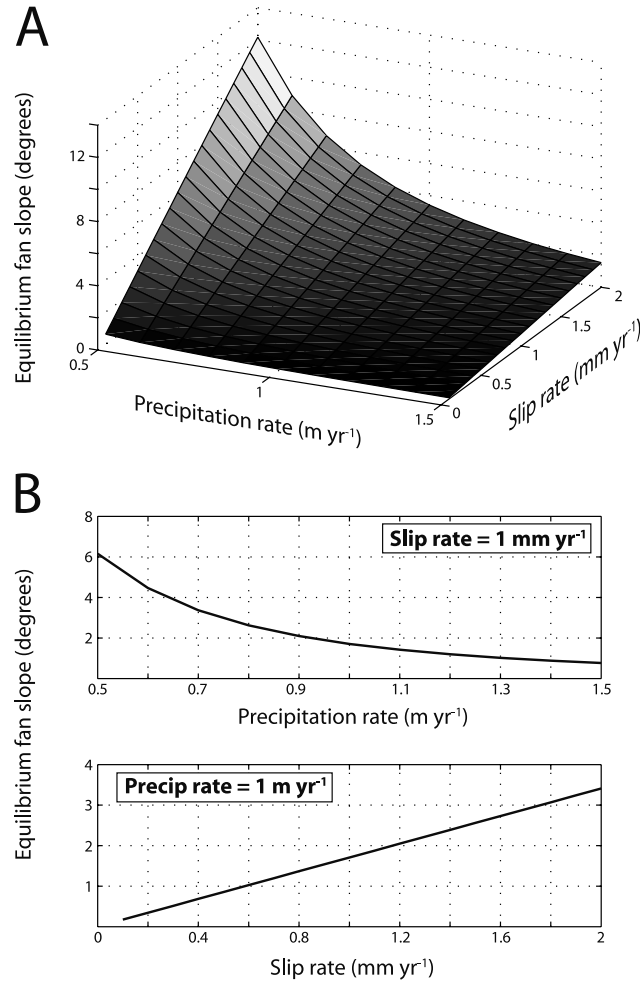 A
Equilibrium fan slope (degrees)
12
8
4
0
0.5
1
1.5
Precipitation rate (m yr-1)
0
0.5
1
1.5
2
Slip rate (mm yr-1)
B
Equilibrium fan slope (degrees)
8
6
4
2
Slip rate = 1 mm yr-1
0.5 0.7 0.9 1.1 1.3 1.5
Precipitation rate (m yr-1)
4
3
2
1
Precip rate = 1 m yr-1
0 0.4 0.8 1.2 1.6 2
Slip rate (mm yr-1)